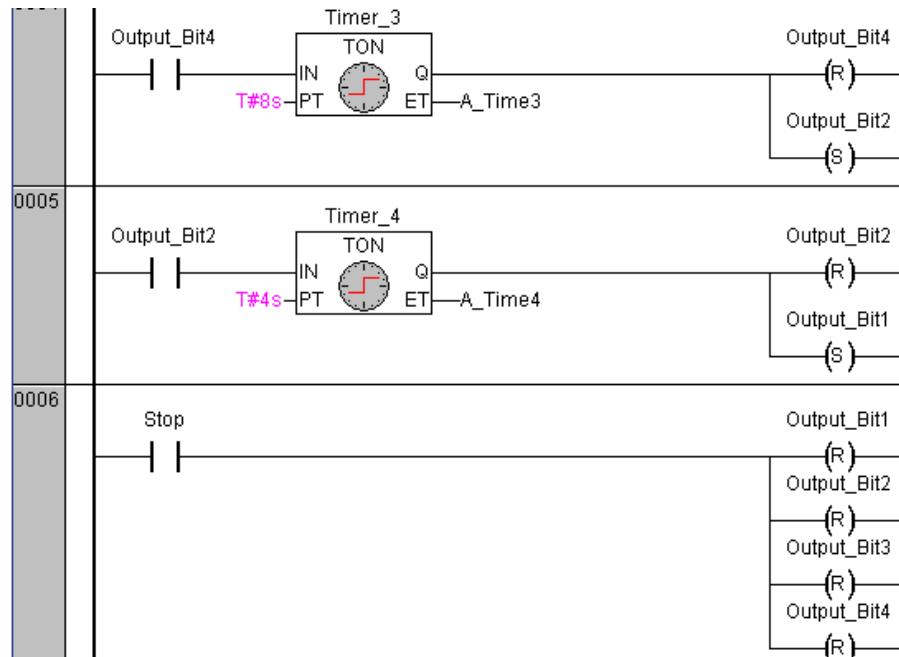 Timer_3
Output_Bit4 TON Output_Bit4
IN Q R
T#8s PT ET A_Time3
Output_Bit2
S
0005
Timer_4
Output_Bit2 TON Output_Bit2
IN Q R
T#4s PT ET A_Time4
Output_Bit1
S
0006
Stop Output_Bit1
R
Output_Bit2
R
Output_Bit3
R
Output_Bit4
R